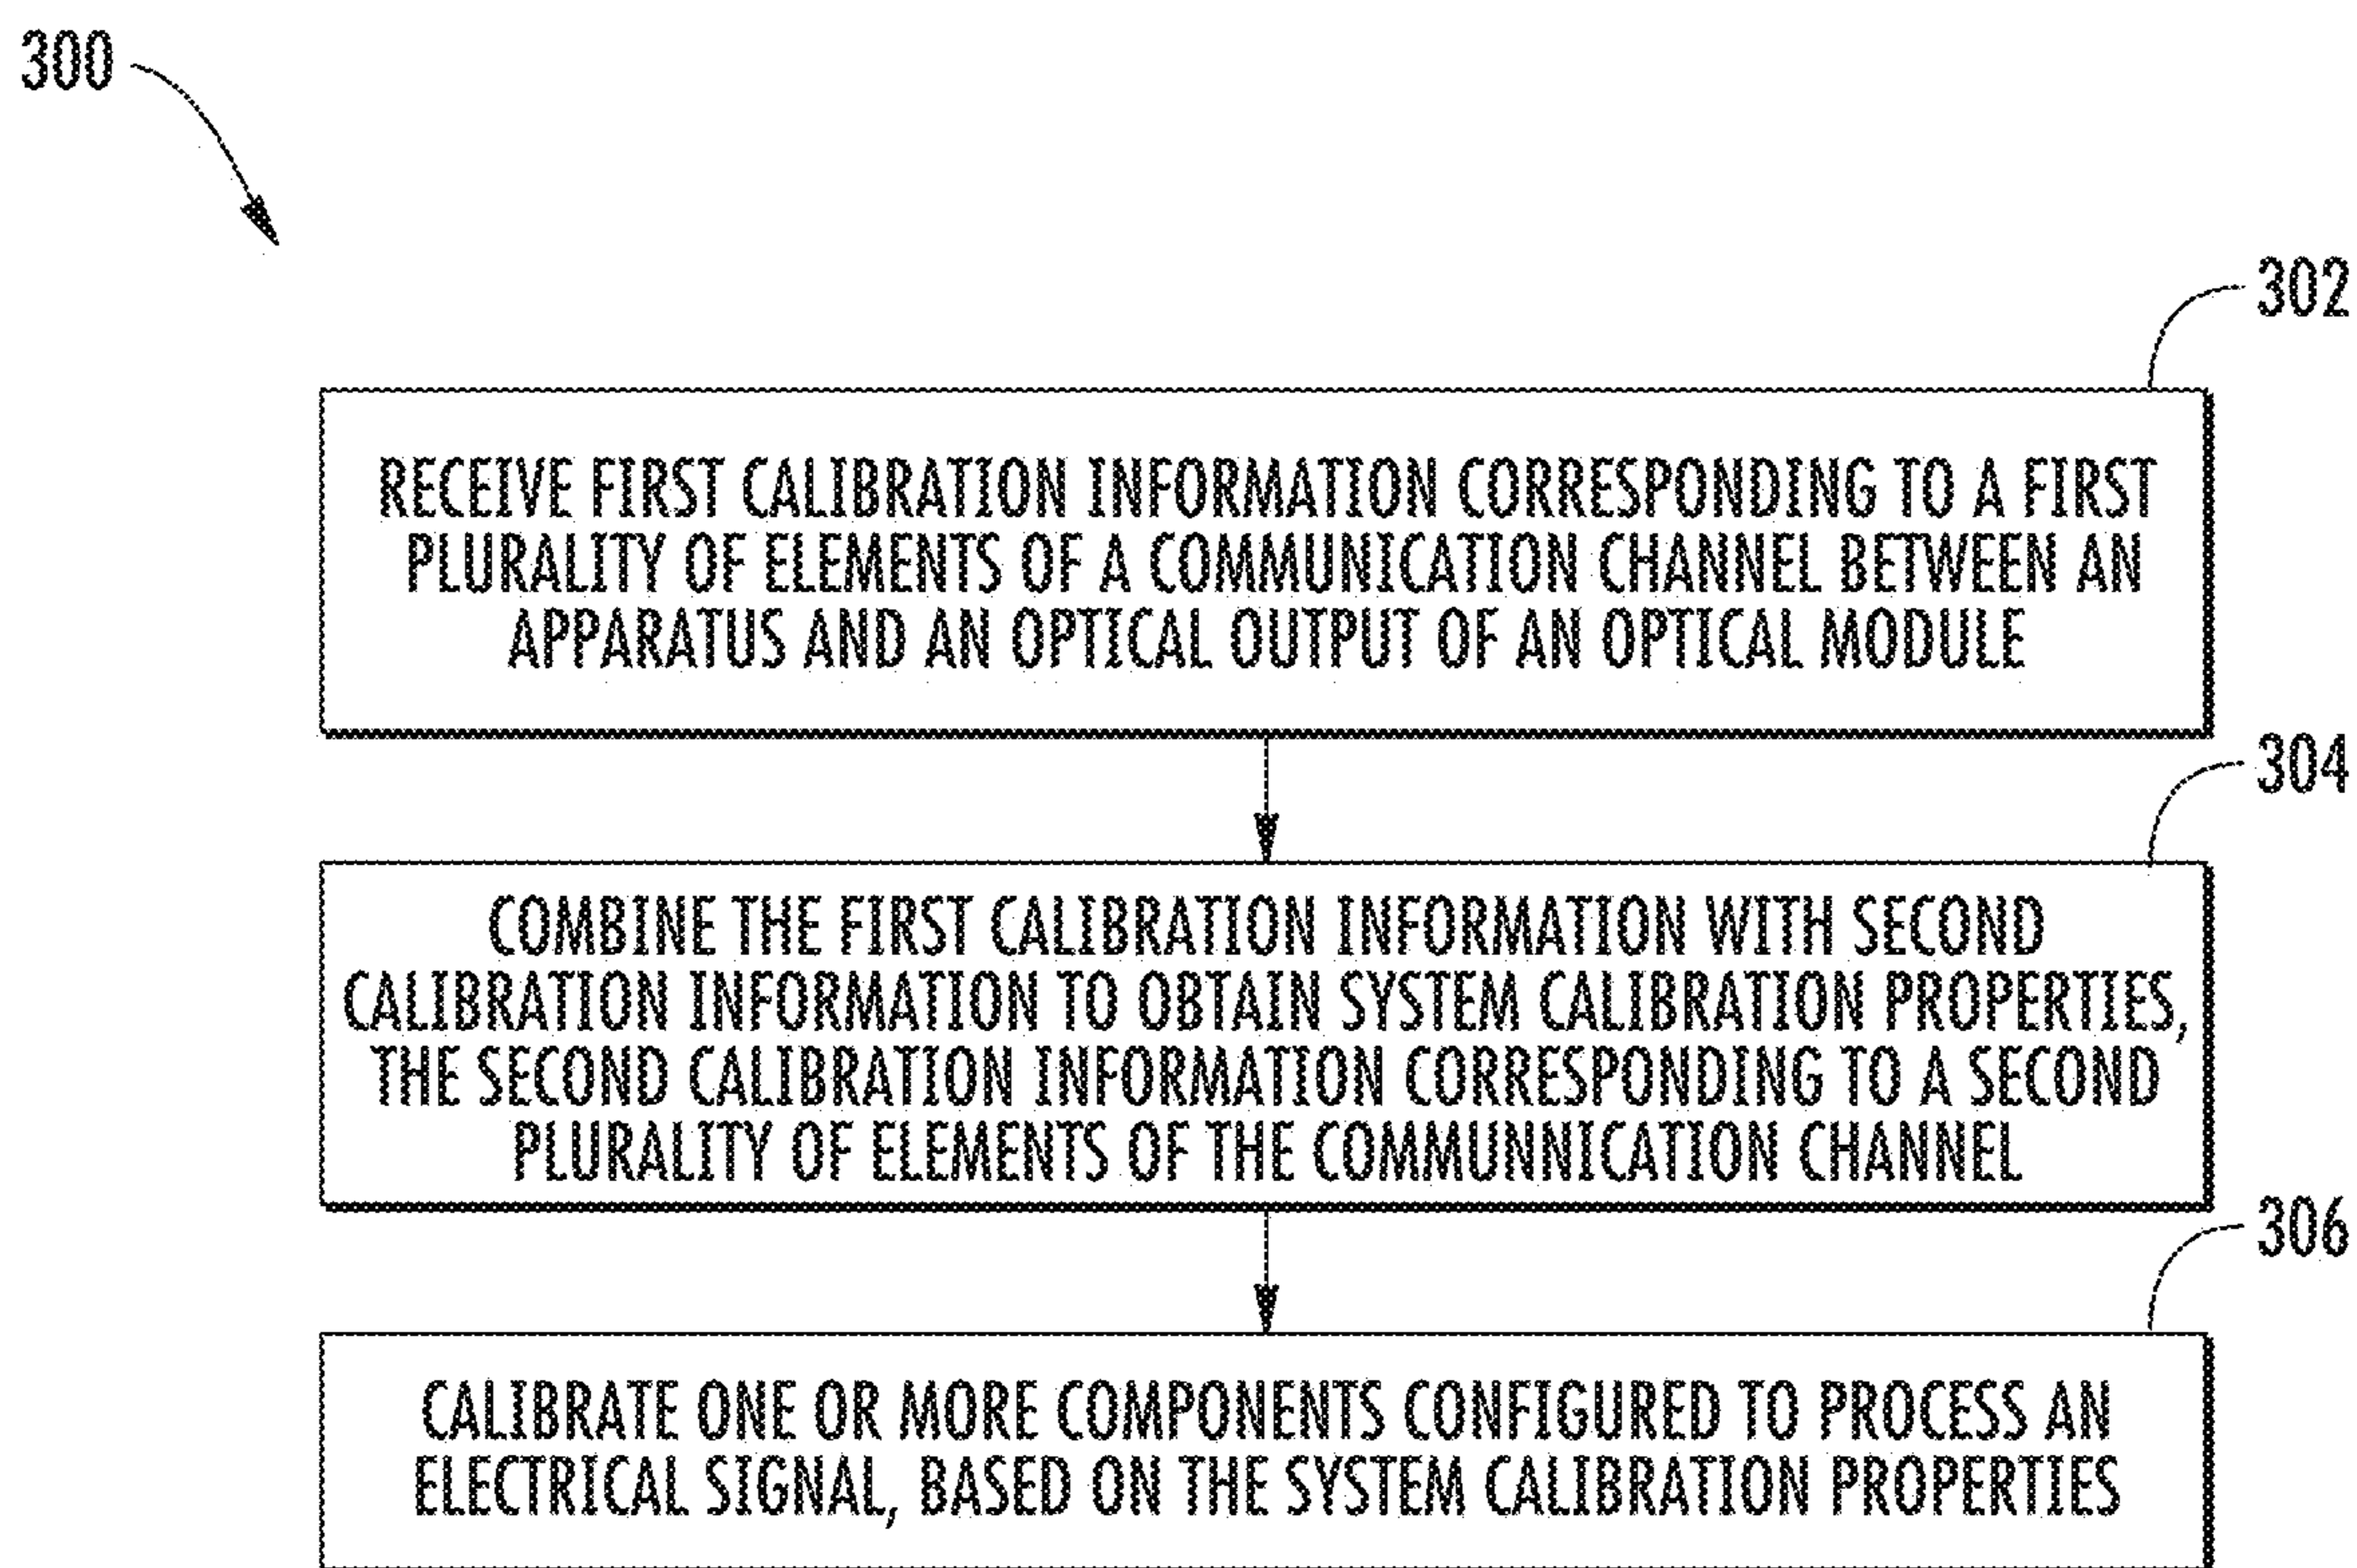 300
302
RECEIVE FIRST CALIBRATION INFORMATION CORRESPONDING TO A FIRST
PLURALITY OF ELEMENTS OF A COMMUNICATION CHANNEL BETWEEN AN
APPARATUS AND AN OPTICAL OUTPUT OF AN OPTICAL MODULE
304
COMBINE THE FIRST CALIBRATION INFORMATION WITH SECOND
CALIBRATION INFORMATION TO OBTAIN SYSTEM CALIBRATION PROPERTIES,
THE SECOND CALIBRATION INFORMATION CORRESPONDING TO A SECOND
PLURALITY OF ELEMENTS OF THE COMMUNNICATION CHANNEL
306
CALIBRATE ONE OR MORE COMPONENTS CONFIGURED TO PROCESS AN
ELECTRICAL SIGNAL, BASED ON THE SYSTEM CALIBRATION PROPERTIES